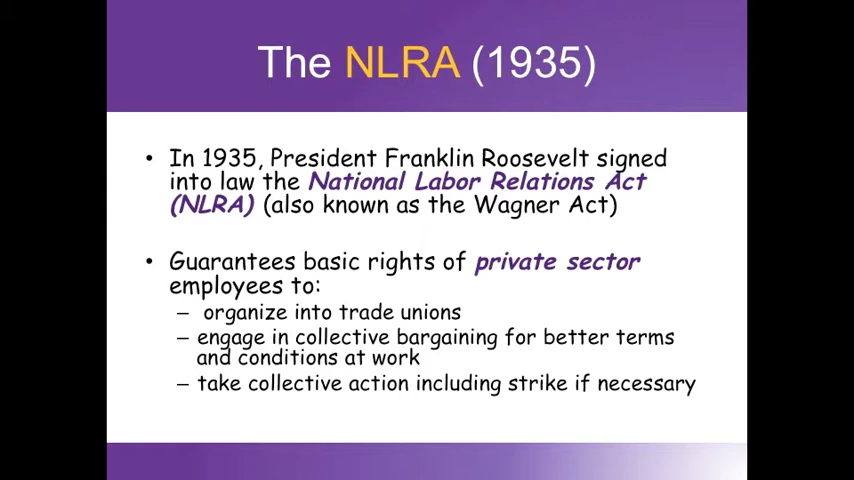 The NLRA (1935)
• In 1935, President Franklin Roosevelt signed
into law the National Labor Relations Act
(NLRA) (also known as the Wagner Act)
• Guarantees basic rights of private sector
employees to:
– organize into trade unions
– engage in collective bargaining for better terms
and conditions at work
– take collective action including strike if necessary